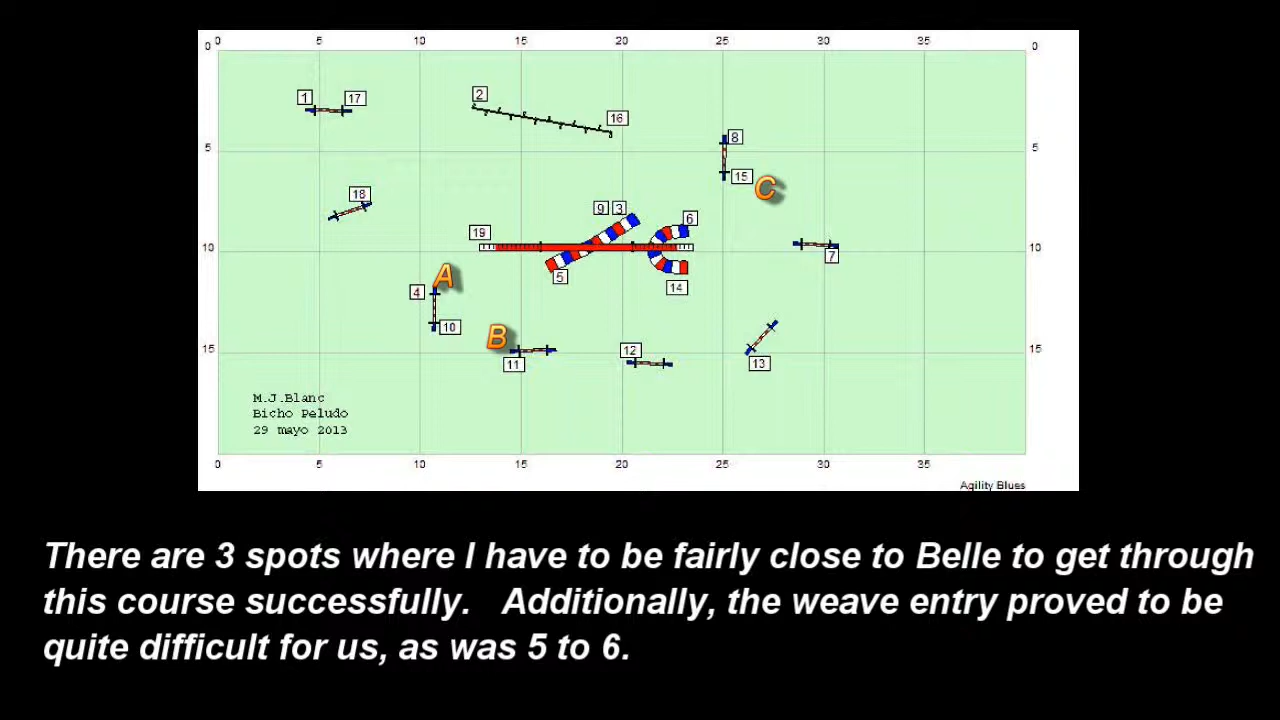 0 5 10 15 20 25 30 35
0 0
1 17 2 16
8
5 5
15 C
18 9 3 6
19
10 10
7
5
A
4 14
10 B
12
15 15
11 13
M.J.Blanc
Bicho Peludo
29 mayo 2013
0 5 10 15 20 25 30 35
Agility Blues
There are 3 spots where I have to be fairly close to Belle to get through
this course successfully. Additionally, the weave entry proved to be
quite difficult for us, as was 5 to 6.